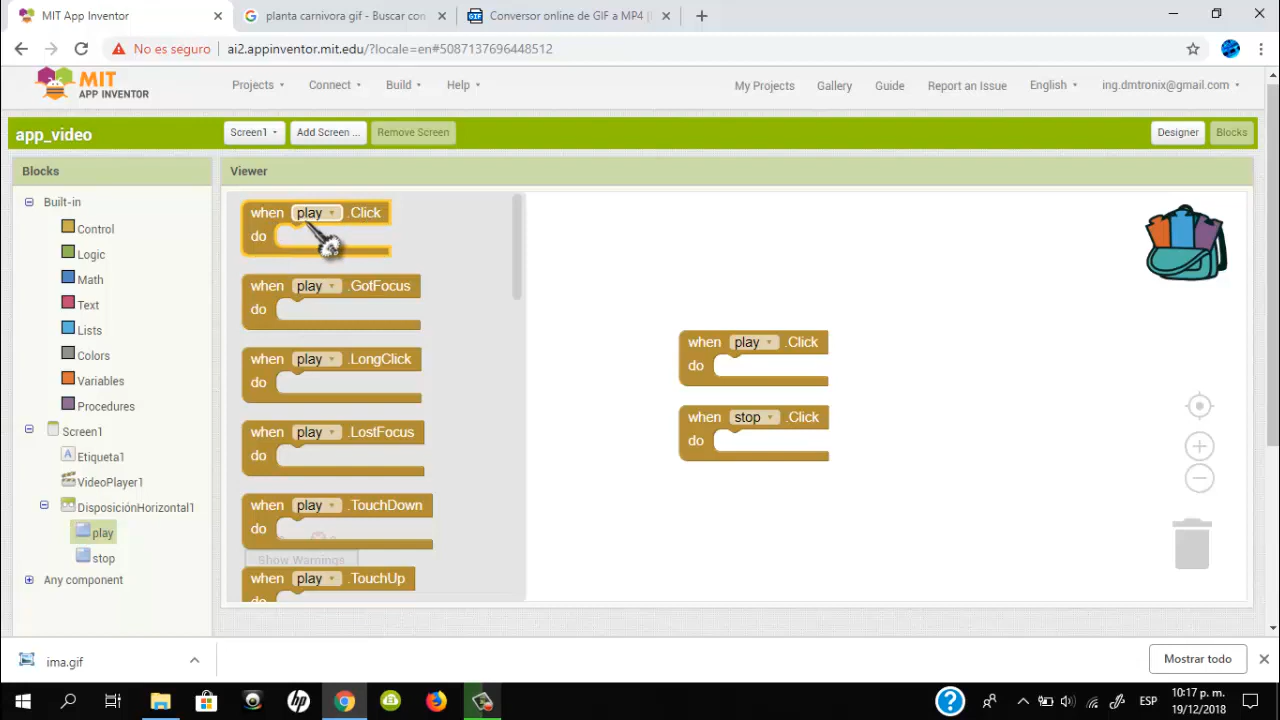 MIT App Inventor
planta carnivora gif - Buscar con
Conversor online de GIF a MP4 |
No es seguro
ai2.appinventor.mit.edu/?locale=en#5087137696448512
MIT
APP INVENTOR
Projects
Connect
Build
Help
My Projects
Gallery
Guide
Report an Issue
English
ing.dmtronix@gmail.com
app_video
Screen1
Add Screen ...
Remove Screen
Designer
Blocks
Blocks
Viewer
Built-in
Control
Logic
Math
Text
Lists
Colors
Variables
Procedures
Screen1
Etiqueta1
VideoPlayer1
DisposiciónHorizontal1
play
stop
Any component
when play .Click
do
when play .GotFocus
do
when play .LongClick
do
when play .LostFocus
do
when play .TouchDown
do
Show Warnings
when play .TouchUp
do
when play .Click
do
when stop .Click
do
ima.gif
Mostrar todo
ESP
10:17 p. m.
19/12/2018